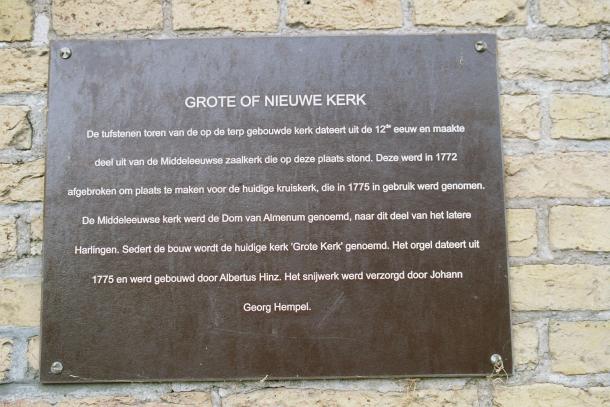 GROTE OF NIEUWE KERK
De tufstenen toren van de op de terp gebouwde kerk dateert uit de 12de eeuw en maakte
deel uit van de Middeleeuwse zaalkerk die op deze plaats stond. Deze werd in 1772
afgebroken om plaats te maken voor de huidige kruiskerk, die in 1775 in gebruik werd genomen.
De Middeleeuwse kerk werd de Dom van Almenum genoemd, naar dit deel van het latere
Harlingen. Sedert de bouw wordt de huidige kerk 'Grote Kerk' genoemd. Het orgel dateert uit
1775 en werd gebouwd door Albertus Hinz. Het snijwerk werd verzorgd door Johann
Georg Hempel.